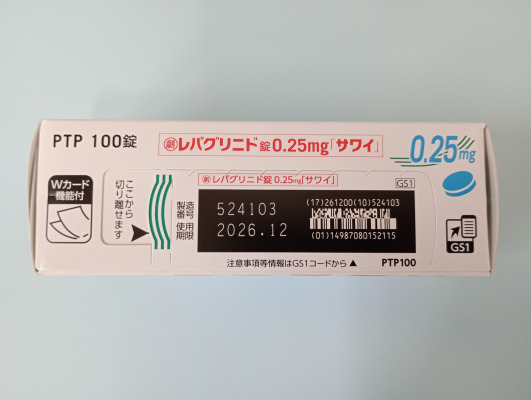 PTP 100錠
劇 レパグリニド錠0.25mg「サワイ」
0.25mg
Wカード
機能付
ここから
切り離せます
劇 レパグリニド錠0.25mg「サワイ」
GS1
製造
番号
524103
使用
期限
2026.12
(17)261200(10)524103
(01)14987080152115
GS1
注意事項等情報はGS1コードから ▲
PTP100